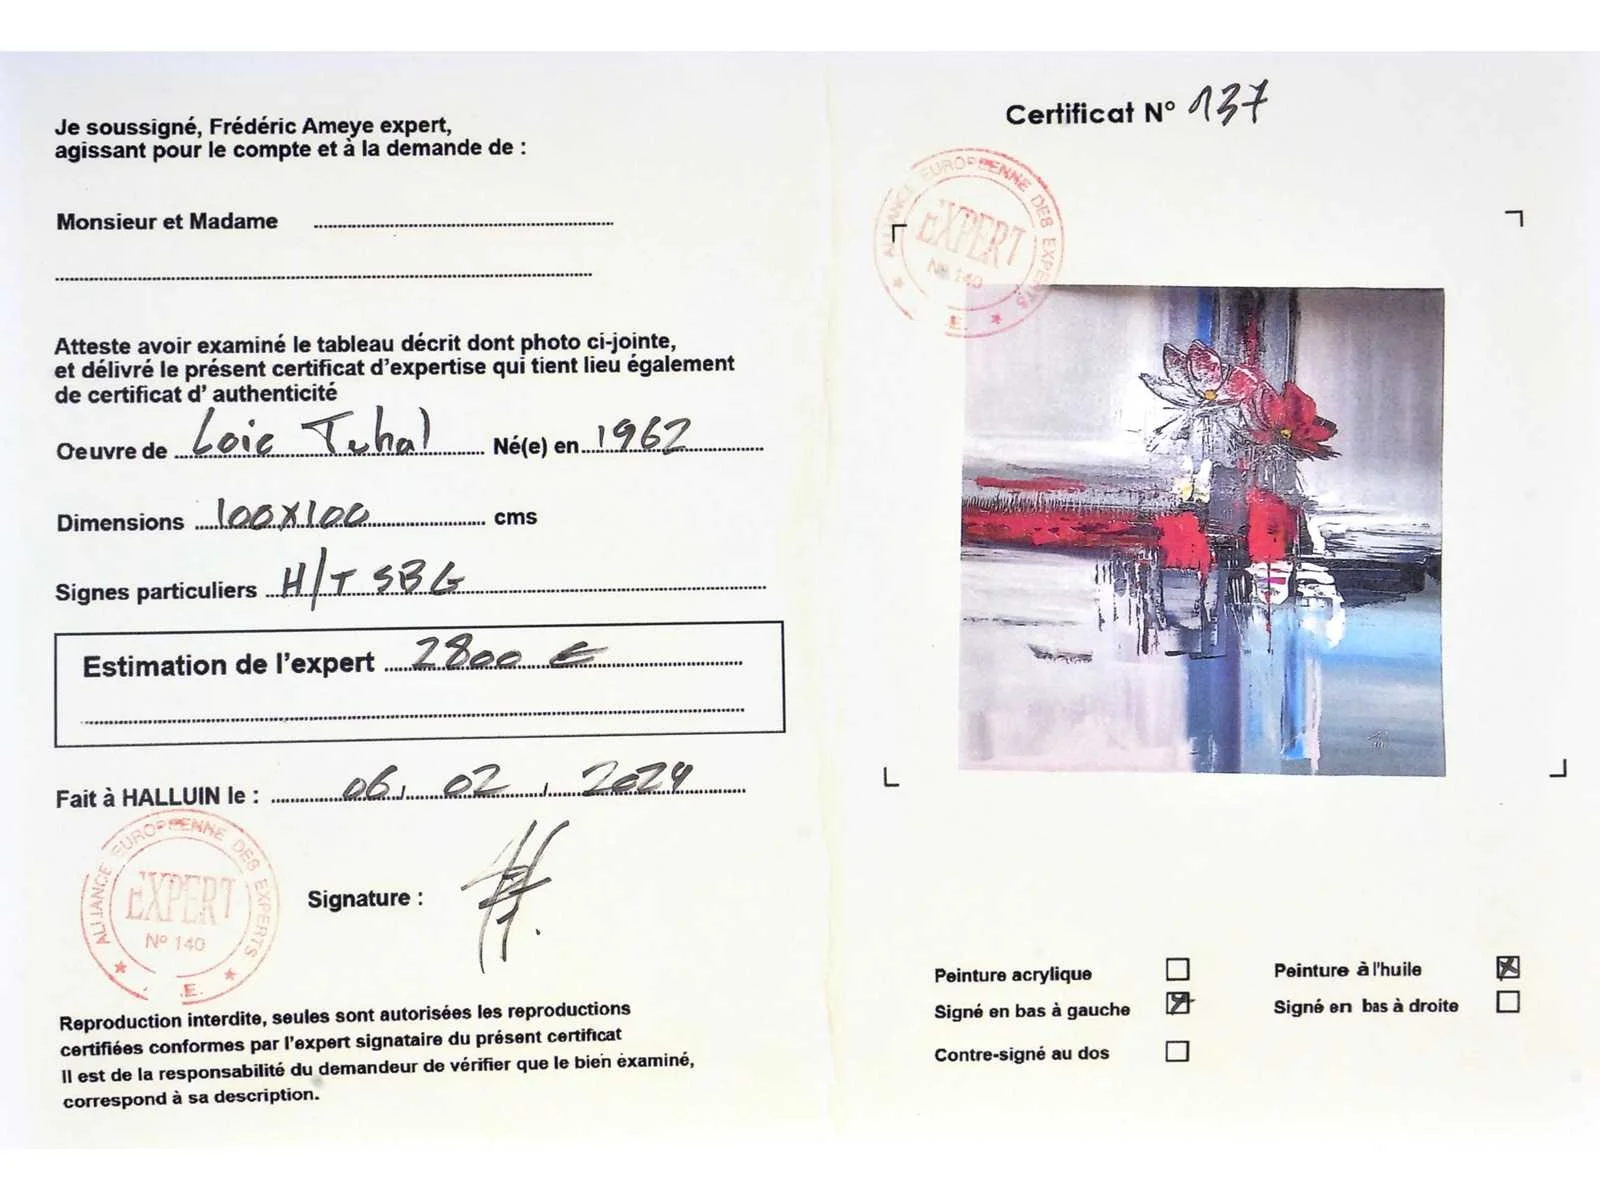 Je soussigné, Frédéric Ameye expert,
agissant pour le compte et à la demande de :
Monsieur et Madame
Atteste avoir examiné le tableau décrit dont photo ci-jointe,
et délivré le présent certificat d'expertise qui tient lieu également
de certificat d' authenticité
Oeuvre de Loic Tuhal Né(e) en 1962
Dimensions 100x100 cms
Signes particuliers H/T SBG
Estimation de l'expert 2800 €
Fait à HALLUIN le : 06, 02, 2024
ALLIANCE EUROPEENNE DES EXPERTS
EXPERT
N° 140
.E.
Signature :
Reproduction interdite, seules sont autorisées les reproductions
certifiées conformes par l'expert signataire du présent certificat
Il est de la responsabilité du demandeur de vérifier que le bien examiné,
correspond à sa description.
Certificat N° 137
ALLIANCE EUROPEENNE DES EXPERTS
EXPERT
N° 140
.E.
Peinture acrylique
Peinture à l'huile
Signé en bas à gauche
Signé en bas à droite
Contre-signé au dos